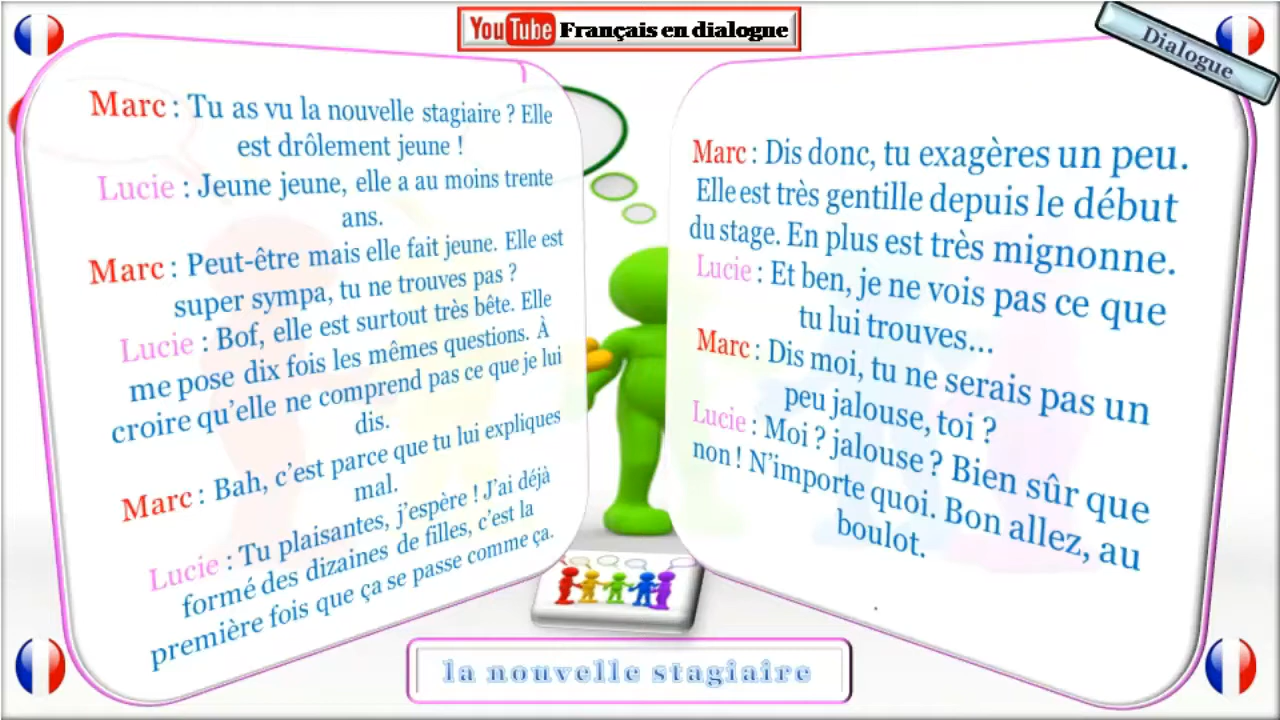 YouTube Français en dialogue
Dialogue
Marc : Tu as vu la nouvelle stagiaire ? Elle
est drôlement jeune !
Lucie : Jeune jeune, elle a au moins trente
ans.
Marc : Peut-être mais elle fait jeune. Elle est
super sympa, tu ne trouves pas ?
Lucie : Bof, elle est surtout très bête. Elle
me pose dix fois les mêmes questions. À
croire qu'elle ne comprend pas ce que je lui
dis.
Marc : Bah, c'est parce que tu lui expliques
mal.
Lucie : Tu plaisantes, j'espère ! J'ai déjà
formé des dizaines de filles, c'est la
première fois que ça se passe comme ça.
Marc : Dis donc, tu exagères un peu.
Elle est très gentille depuis le début
du stage. En plus est très mignonne.
Lucie : Et ben, je ne vois pas ce que
tu lui trouves...
Marc : Dis moi, tu ne serais pas un
peu jalouse, toi ?
Lucie : Moi ? jalouse ? Bien sûr que
non ! N'importe quoi. Bon allez, au
boulot.
la nouvelle stagiaire